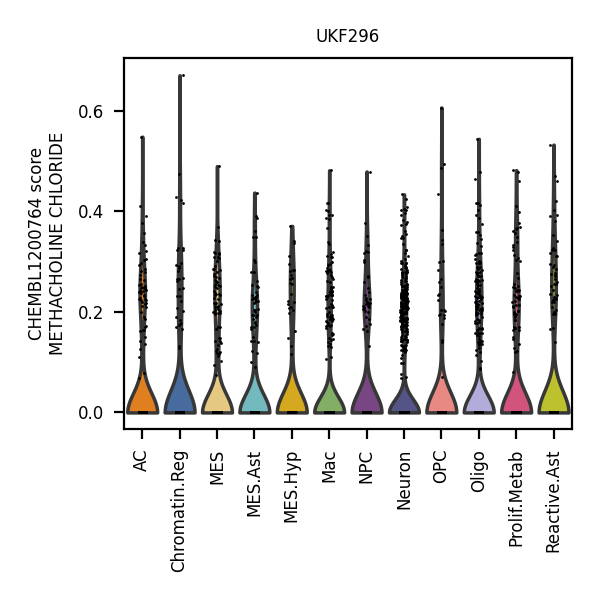 UKF296
CHEMBL1200764 score
METHACHOLINE CHLORIDE
0.6
0.4
0.2
0.0
AC
Chromatin.Reg
MES
MES.Ast
MES.Hyp
Mac
NPC
Neuron
OPC
Oligo
Prolif.Metab
Reactive.Ast